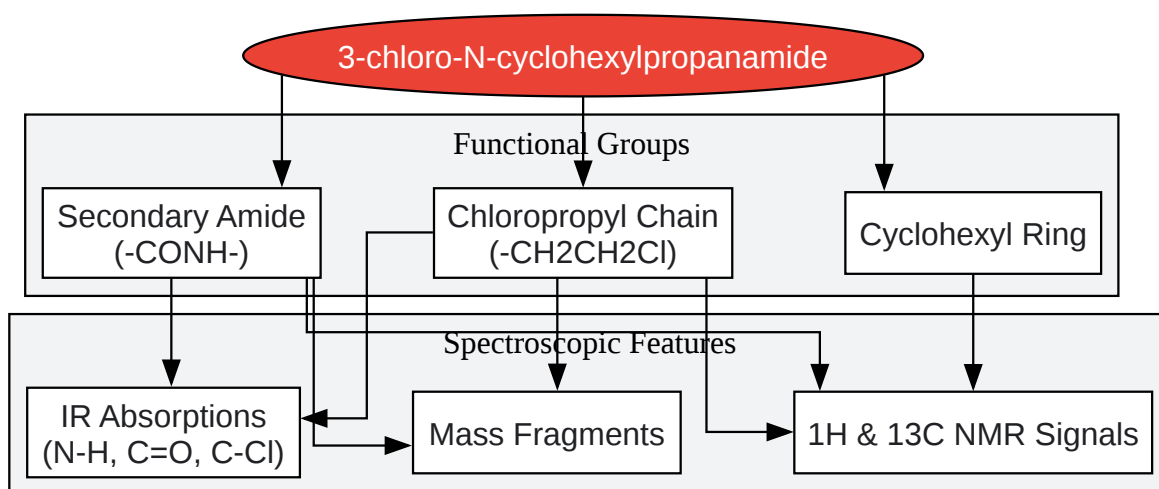 3-chloro-N-cyclohexylpropanamide
Functional Groups
Secondary Amide
(-CONH-)
Chloropropyl Chain
(-CH2CH2Cl)
Cyclohexyl Ring
Spectroscopic Features
IR Absorptions
(N-H, C=O, C-Cl)
Mass Fragments
1H & 13C NMR Signals